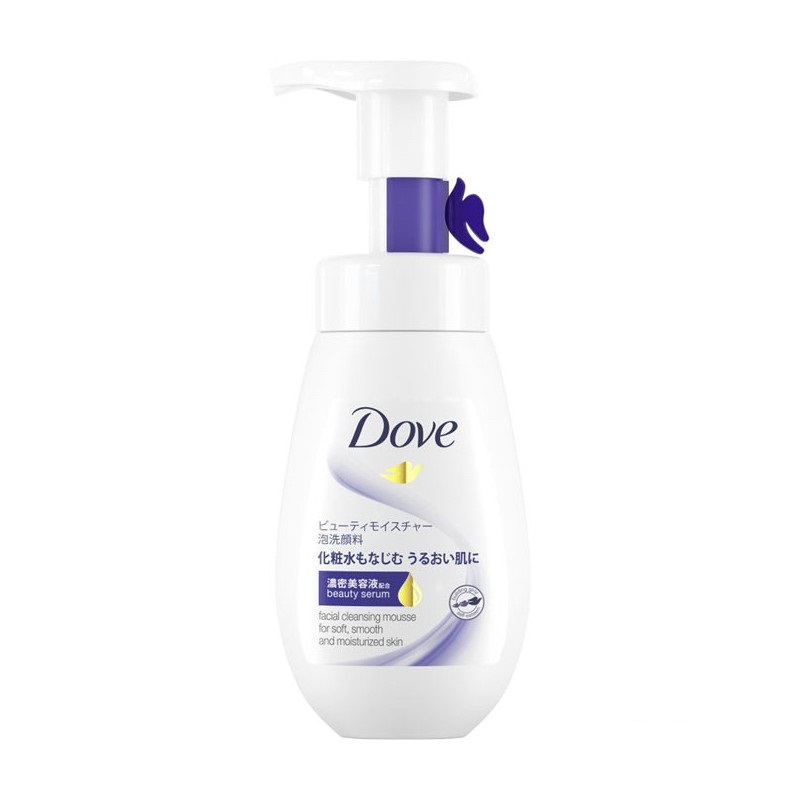 Dove
ビューティモイスチャー
泡洗顔料
化粧水もなじむ うるおい肌に
濃密美容液配合
beauty serum
facial cleansing mousse
for soft, smooth
and moisturized skin